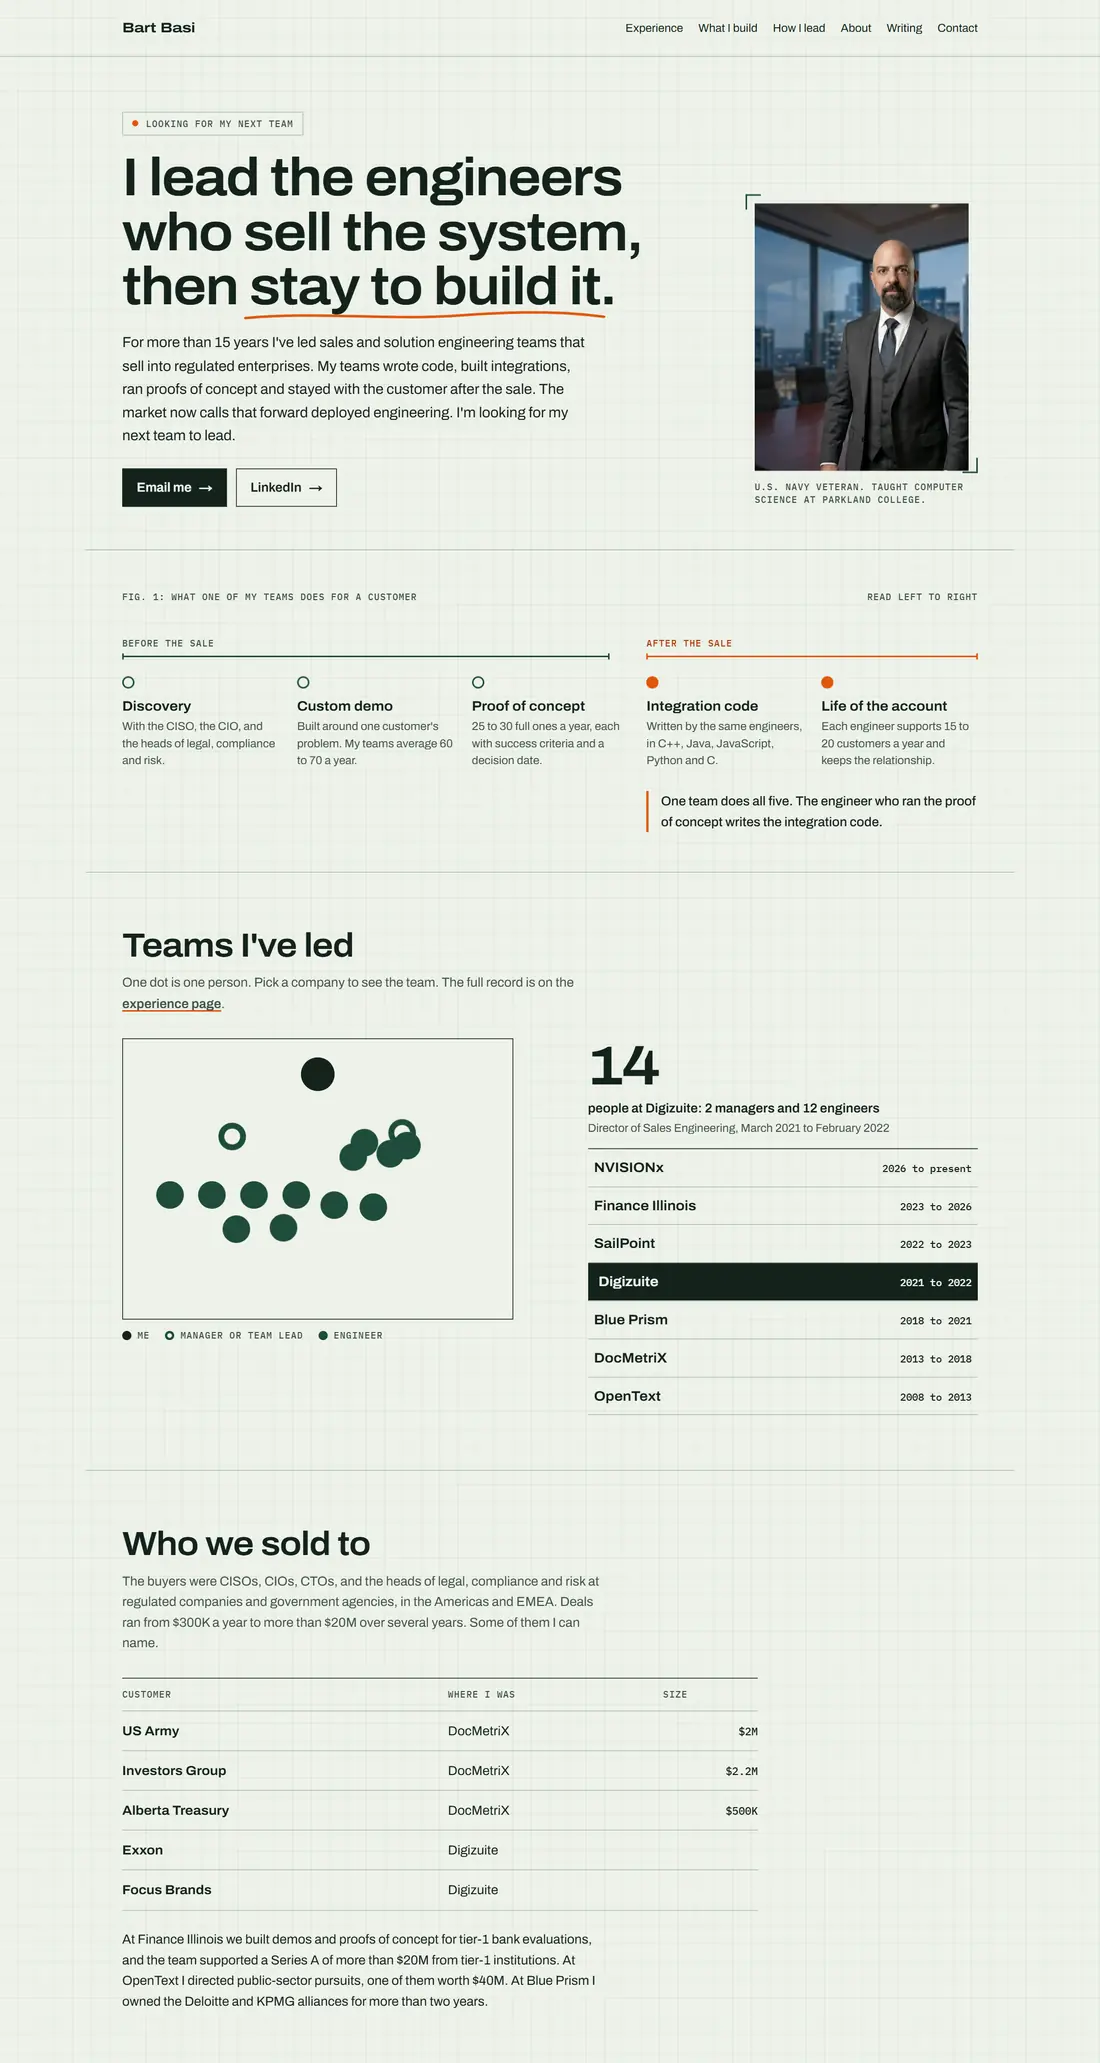 Bart Basi
Experience What I build How I lead About Writing Contact
LOOKING FOR MY NEXT TEAM
I lead the engineers
who sell the system,
then stay to build it.
For more than 15 years I've led sales and solution engineering teams that
sell into regulated enterprises. My teams wrote code, built integrations,
ran proofs of concept and stayed with the customer after the sale. The
market now calls that forward deployed engineering. I'm looking for my
next team to lead.
Email me →
LinkedIn →
U.S. NAVY VETERAN. TAUGHT COMPUTER
SCIENCE AT PARKLAND COLLEGE.
FIG. 1: WHAT ONE OF MY TEAMS DOES FOR A CUSTOMER
READ LEFT TO RIGHT
BEFORE THE SALE
AFTER THE SALE
Discovery
With the CISO, the CIO, and
the heads of legal, compliance
and risk.
Custom demo
Built around one customer's
problem. My teams average 60
to 70 a year.
Proof of concept
25 to 30 full ones a year, each
with success criteria and a
decision date.
Integration code
Written by the same engineers,
in C++, Java, JavaScript,
Python and C.
Life of the account
Each engineer supports 15 to
20 customers a year and
keeps the relationship.
One team does all five. The engineer who ran the proof
of concept writes the integration code.
Teams I've led
One dot is one person. Pick a company to see the team. The full record is on the
experience page.
ME MANAGER OR TEAM LEAD ENGINEER
14
people at Digizuite: 2 managers and 12 engineers
Director of Sales Engineering, March 2021 to February 2022
NVISIONx 2026 to present
Finance Illinois 2023 to 2026
SailPoint 2022 to 2023
Digizuite 2021 to 2022
Blue Prism 2018 to 2021
DocMetriX 2013 to 2018
OpenText 2008 to 2013
Who we sold to
The buyers were CISOs, CIOs, CTOs, and the heads of legal, compliance and risk at
regulated companies and government agencies, in the Americas and EMEA. Deals
ran from $300K a year to more than $20M over several years. Some of them I can
name.
CUSTOMER WHERE I WAS SIZE
US Army DocMetriX $2M
Investors Group DocMetriX $2.2M
Alberta Treasury DocMetriX $500K
Exxon Digizuite
Focus Brands Digizuite
At Finance Illinois we built demos and proofs of concept for tier-1 bank evaluations,
and the team supported a Series A of more than $20M from tier-1 institutions. At
OpenText I directed public-sector pursuits, one of them worth $40M. At Blue Prism I
owned the Deloitte and KPMG alliances for more than two years.